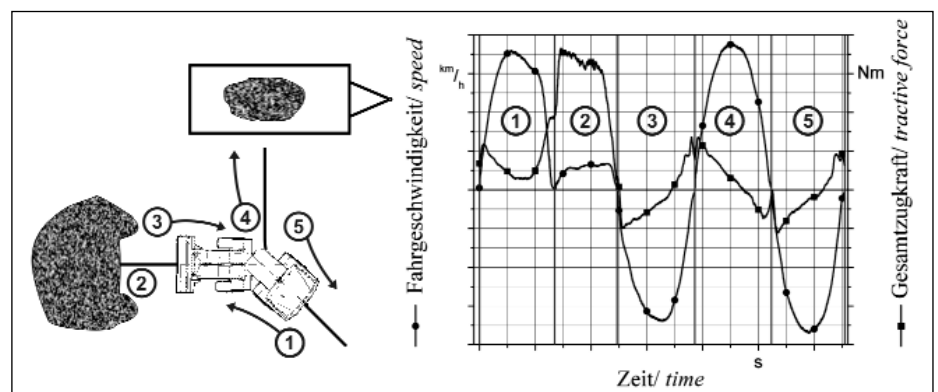 1
2
3
4
5
Fahrgeschwindigkeit/ speed
km/h
1
2
3
4
5
s
Zeit/ time
Nm
Gesamtzugkraft/ tractive force